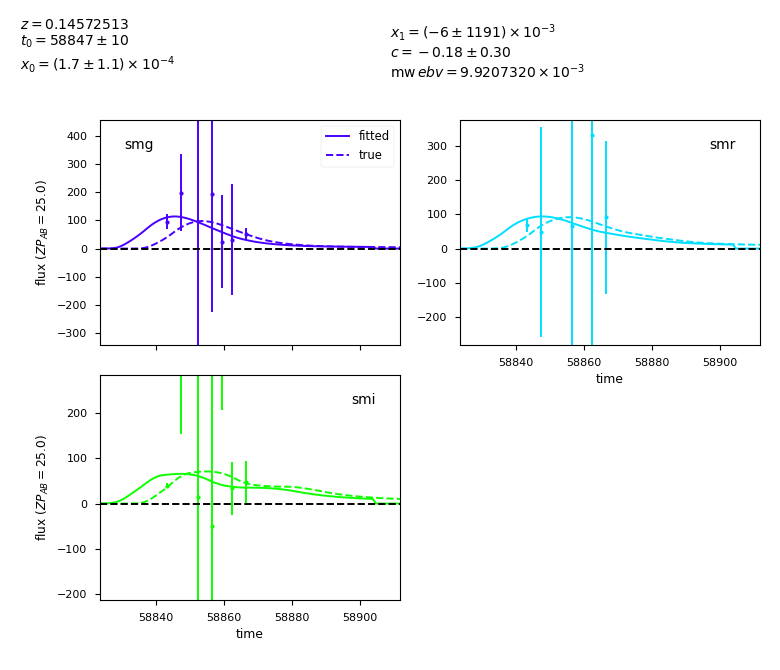 z = 0.14572513
t₀ = 58847 ± 10
x₀ = (1.7 ± 1.1) × 10⁻⁴
x₁ = (−6 ± 1191) × 10⁻³
c = −0.18 ± 0.30
mw ebv = 9.9207320 × 10⁻³
smg
fitted
true
400
300
200
100
0
−100
−200
−300
flux (ZP_AB = 25.0)
smr
300
200
100
0
−100
−200
58840 58860 58880 58900
time
smi
200
100
0
−100
−200
flux (ZP_AB = 25.0)
58840 58860 58880 58900
time